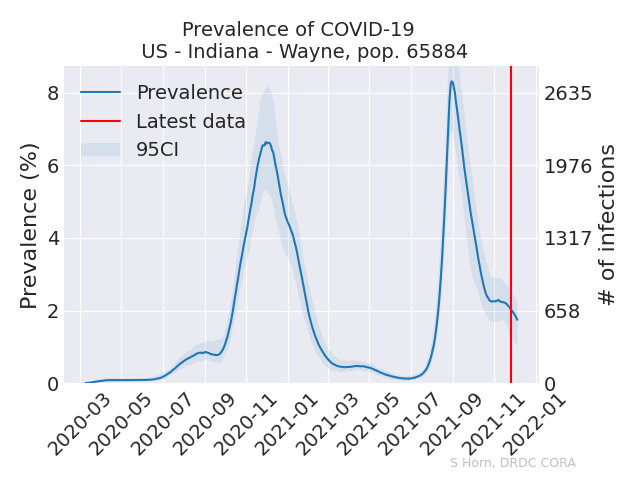 Prevalence of COVID-19
US - Indiana - Wayne, pop. 65884
Prevalence
Latest data
95CI
Prevalence (%)
8
6
4
2
0
2635
1976
1317
658
0
# of infections
2020-03
2020-05
2020-07
2020-09
2020-11
2021-01
2021-03
2021-05
2021-07
2021-09
2021-11
2022-01
S Horn, DRDC CORA